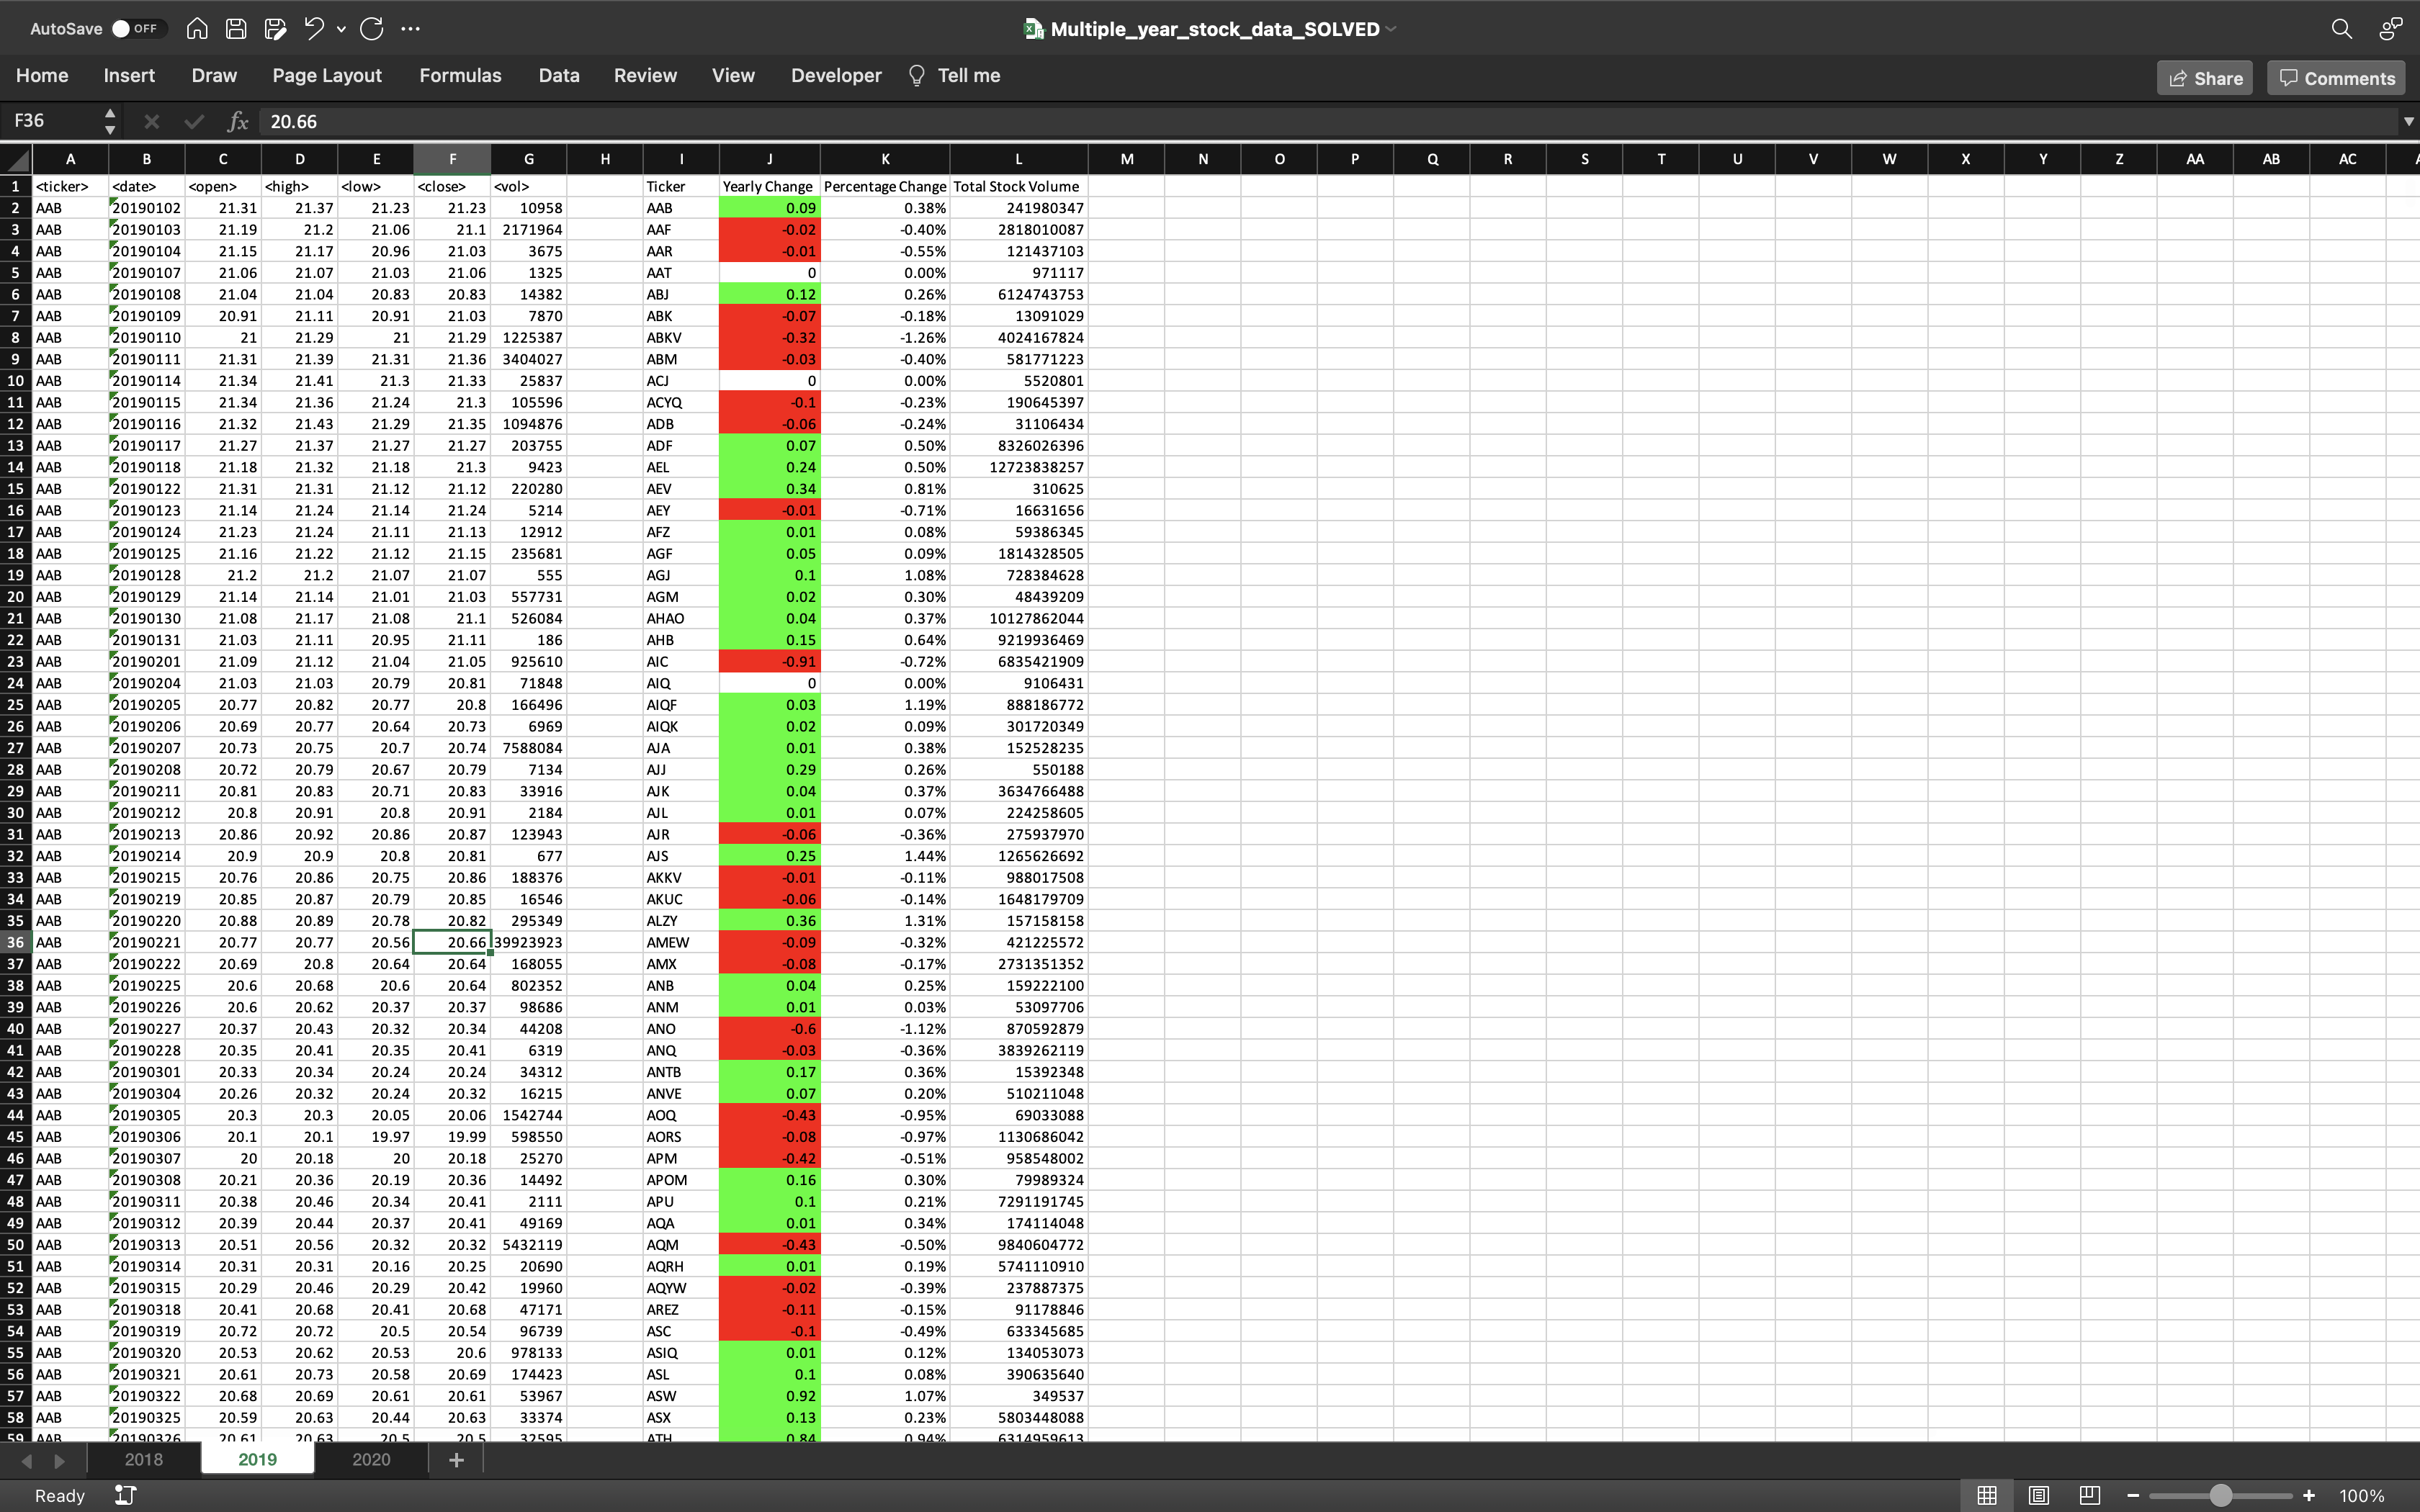 AutoSave OFF Multiple_year_stock_data_SOLVED
Home Insert Draw Page Layout Formulas Data Review View Developer Tell me Share Comments
F36 fx 20.66
A B C D E F G H I J K L M N O P Q R S T U V W X Y Z AA AB AC
1 <ticker> <date> <open> <high> <low> <close> <vol> Ticker Yearly Change Percentage Change Total Stock Volume
2 AAB 20190102 21.31 21.37 21.23 21.23 10958 AAB 0.09 0.38% 241980347
3 AAB 20190103 21.19 21.2 21.06 21.1 2171964 AAF -0.02 -0.40% 2818010087
4 AAB 20190104 21.15 21.17 20.96 21.03 3675 AAR -0.01 -0.55% 121437103
5 AAB 20190107 21.06 21.07 21.03 21.06 1325 AAT 0 0.00% 971117
6 AAB 20190108 21.04 21.04 20.83 20.83 14382 ABJ 0.12 0.26% 6124743753
7 AAB 20190109 20.91 21.11 20.91 21.03 7870 ABK -0.07 -0.18% 13091029
8 AAB 20190110 21 21.29 21 21.29 1225387 ABKV -0.32 -1.26% 4024167824
9 AAB 20190111 21.31 21.39 21.31 21.36 3404027 ABM -0.03 -0.40% 581771223
10 AAB 20190114 21.34 21.41 21.3 21.33 25837 ACJ 0 0.00% 5520801
11 AAB 20190115 21.34 21.36 21.24 21.3 105596 ACYQ -0.1 -0.23% 190645397
12 AAB 20190116 21.32 21.43 21.29 21.35 1094876 ADB -0.06 -0.24% 31106434
13 AAB 20190117 21.27 21.37 21.27 21.27 203755 ADF 0.07 0.50% 8326026396
14 AAB 20190118 21.18 21.32 21.18 21.3 9423 AEL 0.24 0.50% 12723838257
15 AAB 20190122 21.31 21.31 21.12 21.12 220280 AEV 0.34 0.81% 310625
16 AAB 20190123 21.14 21.24 21.14 21.24 5214 AEY -0.01 -0.71% 16631656
17 AAB 20190124 21.23 21.24 21.11 21.13 12912 AFZ 0.01 0.08% 59386345
18 AAB 20190125 21.16 21.22 21.12 21.15 235681 AGF 0.05 0.09% 1814328505
19 AAB 20190128 21.2 21.2 21.07 21.07 555 AGJ 0.1 1.08% 728384628
20 AAB 20190129 21.14 21.14 21.01 21.03 557731 AGM 0.02 0.30% 48439209
21 AAB 20190130 21.08 21.17 21.08 21.1 526084 AHAO 0.04 0.37% 10127862044
22 AAB 20190131 21.03 21.11 20.95 21.11 186 AHB 0.15 0.64% 9219936469
23 AAB 20190201 21.09 21.12 21.04 21.05 925610 AIC -0.91 -0.72% 6835421909
24 AAB 20190204 21.03 21.03 20.79 20.81 71848 AIQ 0 0.00% 9106431
25 AAB 20190205 20.77 20.82 20.77 20.8 166496 AIQF 0.03 1.19% 888186772
26 AAB 20190206 20.69 20.77 20.64 20.73 6969 AIQK 0.02 0.09% 301720349
27 AAB 20190207 20.73 20.75 20.7 20.74 7588084 AJA 0.01 0.38% 152528235
28 AAB 20190208 20.72 20.79 20.67 20.79 7134 AJJ 0.29 0.26% 550188
29 AAB 20190211 20.81 20.83 20.71 20.83 33916 AJK 0.04 0.37% 3634766488
30 AAB 20190212 20.8 20.91 20.8 20.91 2184 AJL 0.01 0.07% 224258605
31 AAB 20190213 20.86 20.92 20.86 20.87 123943 AJR -0.06 -0.36% 275937970
32 AAB 20190214 20.9 20.9 20.8 20.81 677 AJS 0.25 1.44% 1265626692
33 AAB 20190215 20.76 20.86 20.75 20.86 188376 AKKV -0.01 -0.11% 988017508
34 AAB 20190219 20.85 20.87 20.79 20.85 16546 AKUC -0.06 -0.14% 1648179709
35 AAB 20190220 20.88 20.89 20.78 20.82 295349 ALZY 0.36 1.31% 157158158
36 AAB 20190221 20.77 20.77 20.56 20.66 39923923 AMEW -0.09 -0.32% 421225572
37 AAB 20190222 20.69 20.8 20.64 20.64 168055 AMX -0.08 -0.17% 2731351352
38 AAB 20190225 20.6 20.68 20.6 20.64 802352 ANB 0.04 0.25% 159222100
39 AAB 20190226 20.6 20.62 20.37 20.37 98686 ANM 0.01 0.03% 53097706
40 AAB 20190227 20.37 20.43 20.32 20.34 44208 ANO -0.6 -1.12% 870592879
41 AAB 20190228 20.35 20.41 20.35 20.41 6319 ANQ -0.03 -0.36% 3839262119
42 AAB 20190301 20.33 20.34 20.24 20.24 34312 ANTB 0.17 0.36% 15392348
43 AAB 20190304 20.26 20.32 20.24 20.32 16215 ANVE 0.07 0.20% 510211048
44 AAB 20190305 20.3 20.3 20.05 20.06 1542744 AOQ -0.43 -0.95% 69033088
45 AAB 20190306 20.1 20.1 19.97 19.99 598550 AORS -0.08 -0.97% 1130686042
46 AAB 20190307 20 20.18 20 20.18 25270 APM -0.42 -0.51% 958548002
47 AAB 20190308 20.21 20.36 20.19 20.36 14492 APOM 0.16 0.30% 79989324
48 AAB 20190311 20.38 20.46 20.34 20.41 2111 APU 0.1 0.21% 7291191745
49 AAB 20190312 20.39 20.44 20.37 20.41 49169 AQA 0.01 0.34% 174114048
50 AAB 20190313 20.51 20.56 20.32 20.32 5432119 AQM -0.43 -0.50% 9840604772
51 AAB 20190314 20.31 20.31 20.16 20.25 20690 AQRH 0.01 0.19% 5741110910
52 AAB 20190315 20.29 20.46 20.29 20.42 19960 AQYW -0.02 -0.39% 237887375
53 AAB 20190318 20.41 20.68 20.41 20.68 47171 AREZ -0.11 -0.15% 91178846
54 AAB 20190319 20.72 20.72 20.5 20.54 96739 ASC -0.1 -0.49% 633345685
55 AAB 20190320 20.53 20.62 20.53 20.6 978133 ASIQ 0.01 0.12% 134053073
56 AAB 20190321 20.61 20.73 20.58 20.69 174423 ASL 0.1 0.08% 390635640
57 AAB 20190322 20.68 20.69 20.61 20.61 53967 ASW 0.92 1.07% 349537
58 AAB 20190325 20.59 20.63 20.44 20.63 33374 ASX 0.13 0.23% 5803448088
59 AAB 20190326 20.61 20.63 20.5 20.5 32595 ATH 0.84 0.94% 6314959613
2018 2019 2020 +
Ready 100%